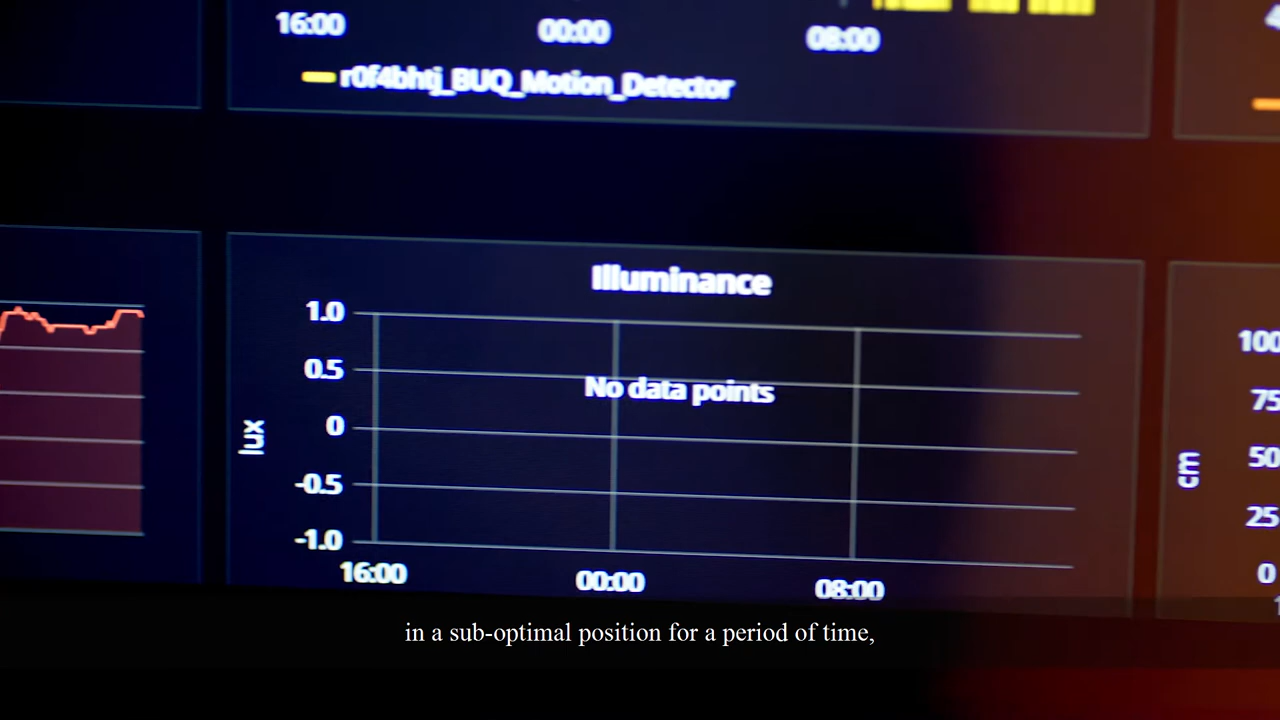 16:00 00:00 08:00
r0f4bhtj_BUQ_Motion_Detector
Illuminance
1.0
0.5
No data points
0
lux
-0.5
-1.0
16:00 00:00 08:00
100
75
50
cm
25
0
in a sub-optimal position for a period of time,